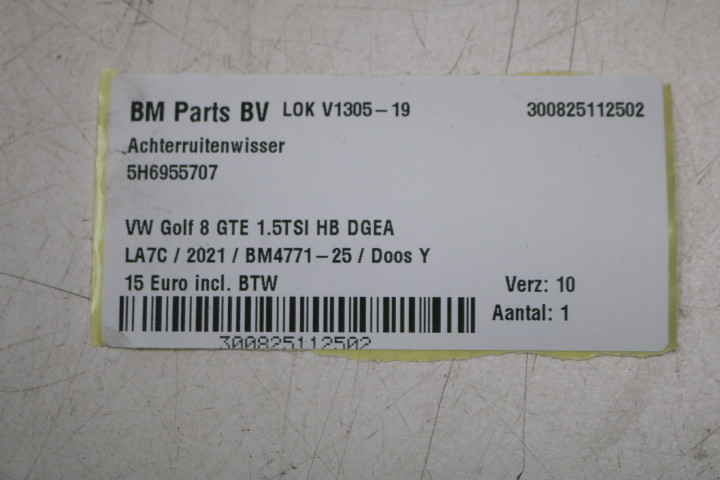 BM Parts BV LOK V1305-19 300825112502
Achterruitenwisser
5H6955707
VW Golf 8 GTE 1.5TSI HB DGEA
LA7C / 2021 / BM4771-25 / Doos Y
15 Euro incl. BTW Verz: 10
Aantal: 1
300825112502